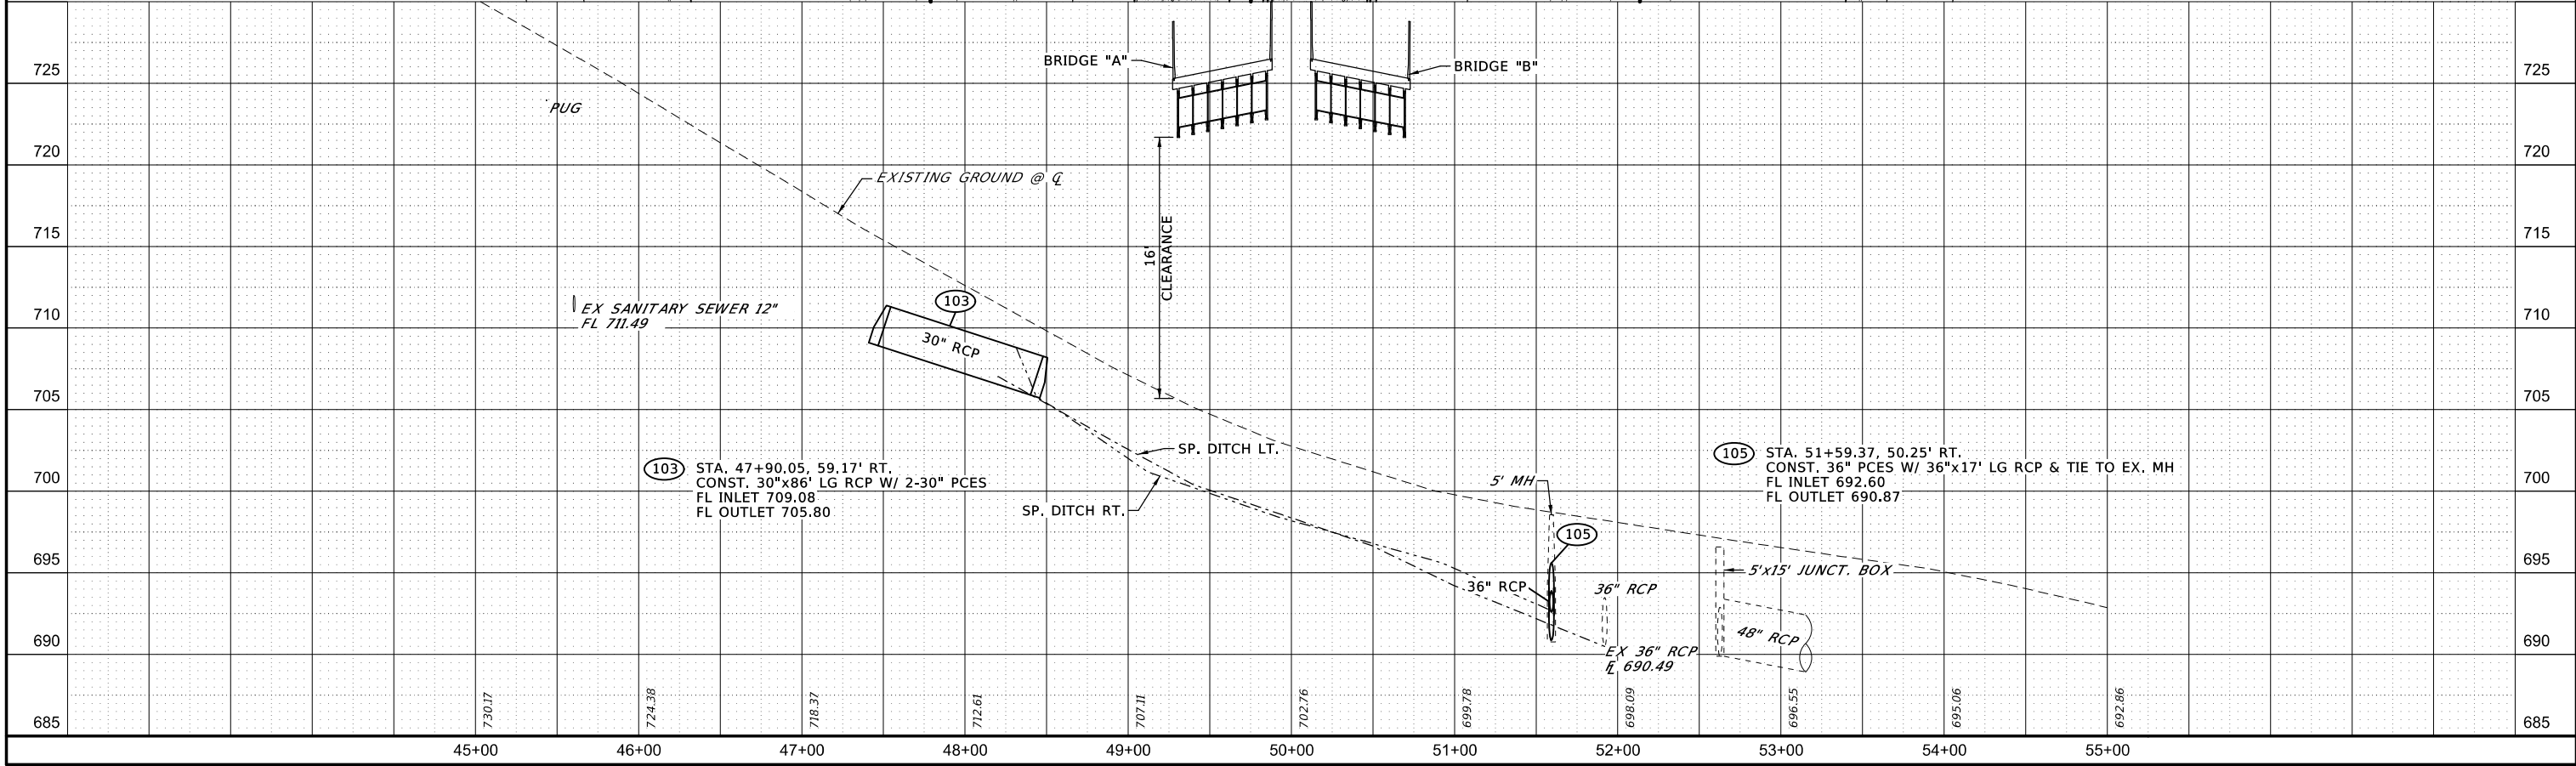 BRIDGE "A"
BRIDGE "B"
725
725
PUG
720
720
EXISTING GROUND @ ℄
16'
CLEARANCE
715
715
EX SANITARY SEWER 12"
FL 711.49
103
30" RCP
710
710
705
705
SP. DITCH LT.
103 STA. 47+90.05, 59.17' RT.
CONST. 30"x86' LG RCP W/ 2-30" PCES
FL INLET 709.08
FL OUTLET 705.80
105 STA. 51+59.37, 50.25' RT.
CONST. 36" PCES W/ 36"x17' LG RCP & TIE TO EX. MH
FL INLET 692.60
FL OUTLET 690.87
700
700
5' MH
SP. DITCH RT.
105
695
695
5'x15' JUNCT. BOX
36" RCP
36" RCP
48" RCP
690
690
EX 36" RCP
FL 690.49
685
685
730.17
724.38
718.37
712.61
707.11
702.76
699.78
698.09
696.55
695.06
692.86
45+00
46+00
47+00
48+00
49+00
50+00
51+00
52+00
53+00
54+00
55+00